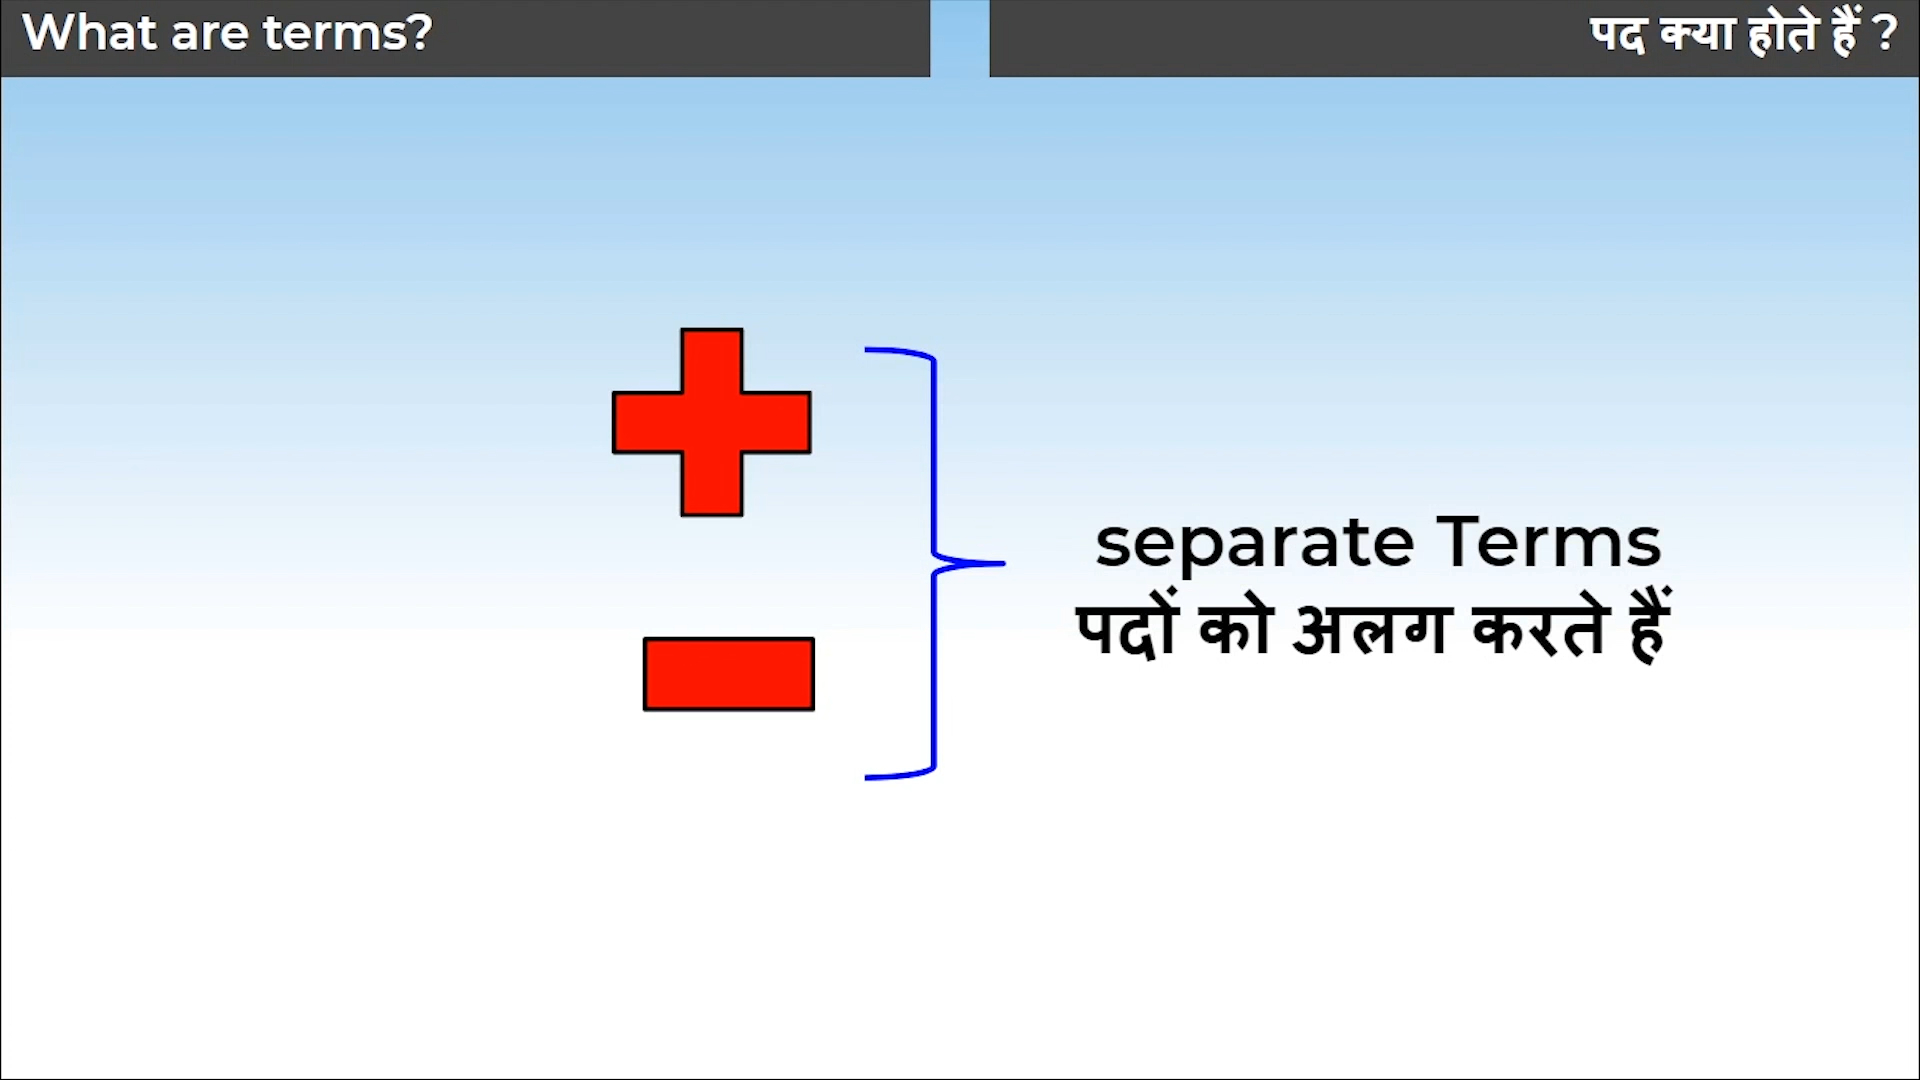 What are terms?
पद क्या होते हैं ?
separate Terms
पदों को अलग करते हैं